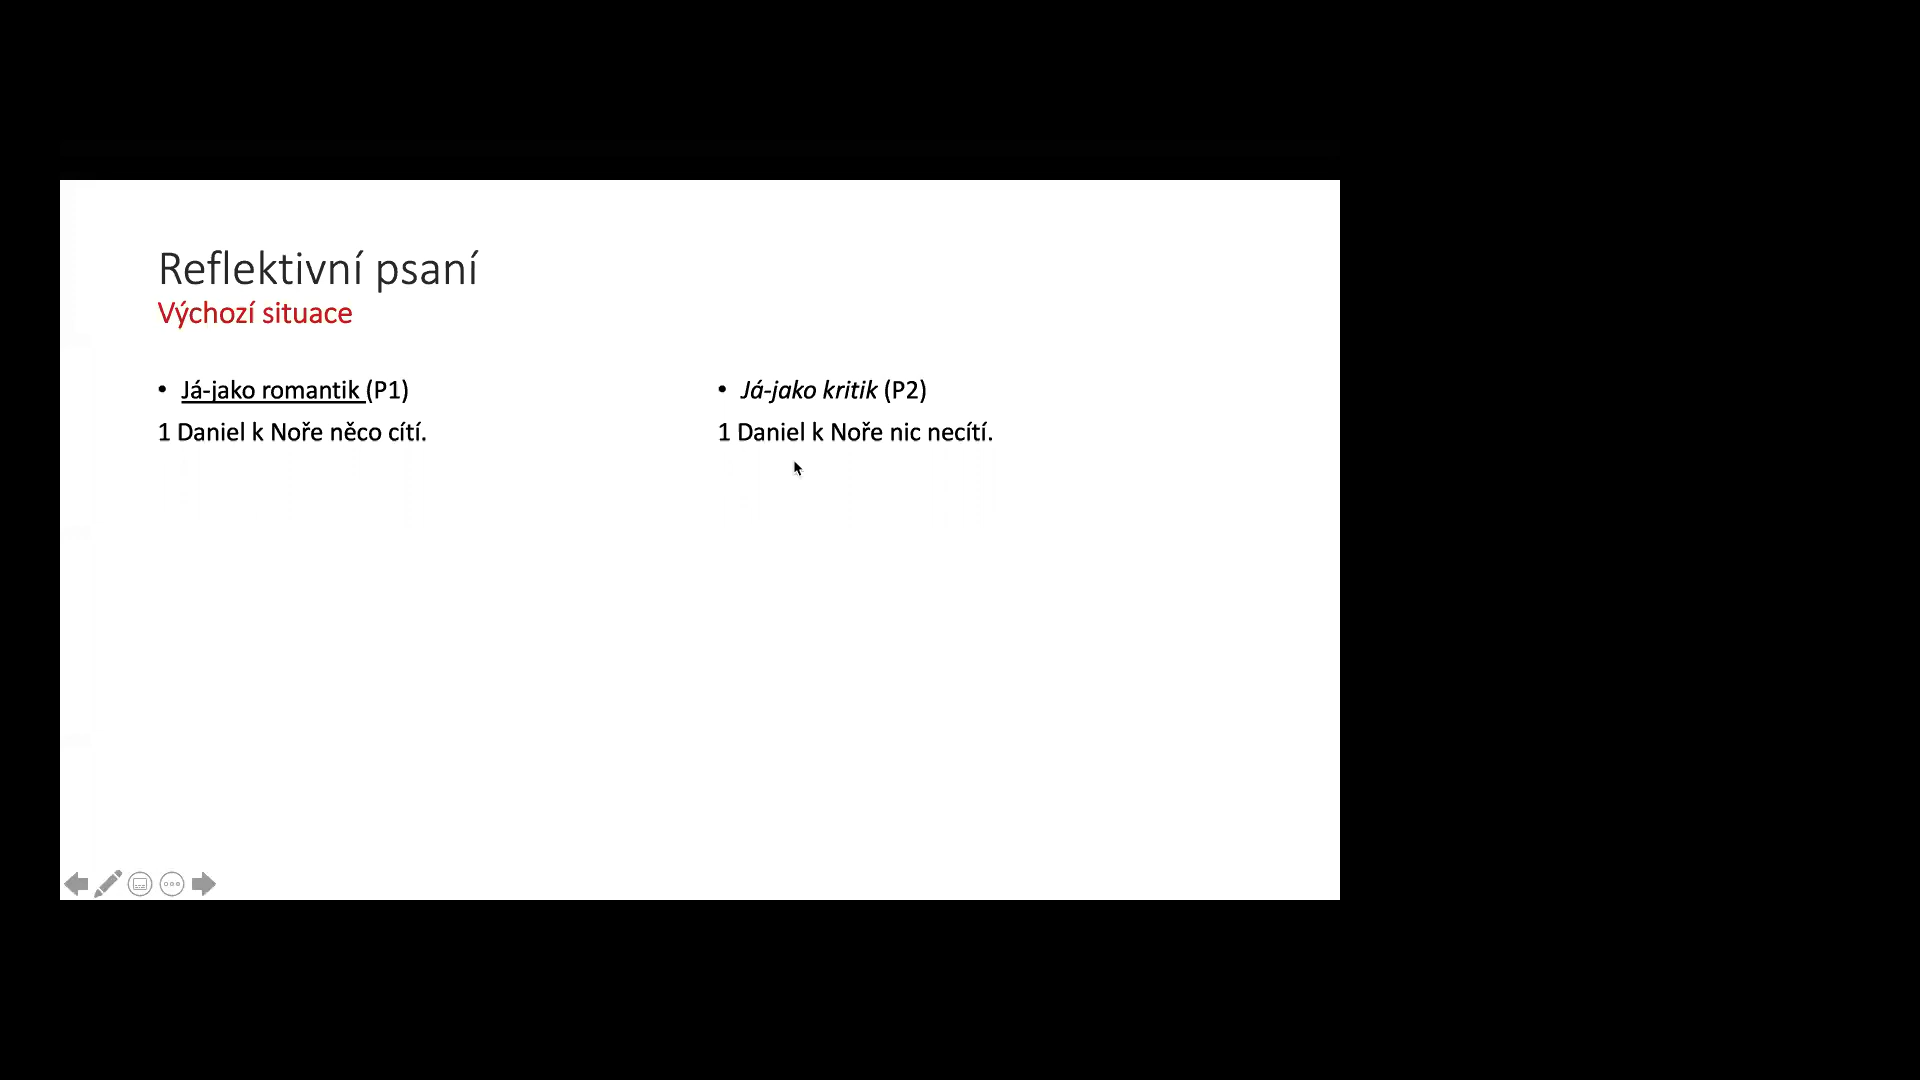 Reflektivní psaní
Výchozí situace
• Já-jako romantik (P1)
1 Daniel k Noře něco cítí.
• Já-jako kritik (P2)
1 Daniel k Noře nic necítí.